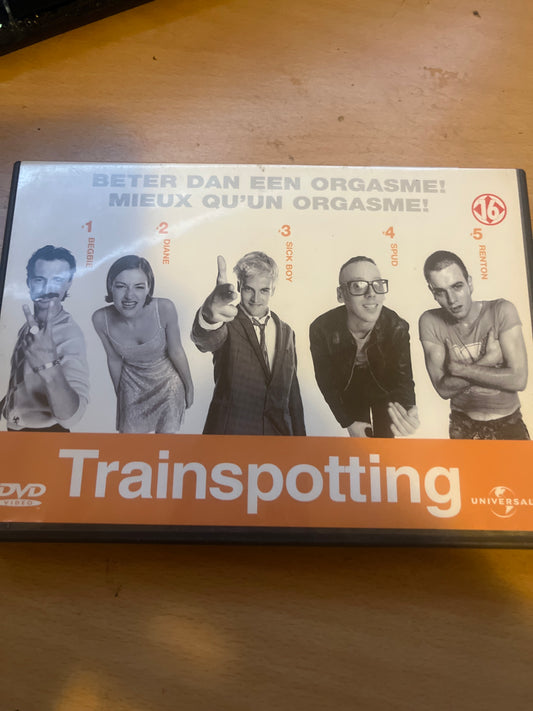 BETER DAN EEN ORGASME!
MIEUX QU'UN ORGASME!
16
1 BEGBIE
2 DIANE
3 SICK BOY
4 SPUD
5 RENTON
Trainspotting
DVD
VIDEO
UNIVERSAL